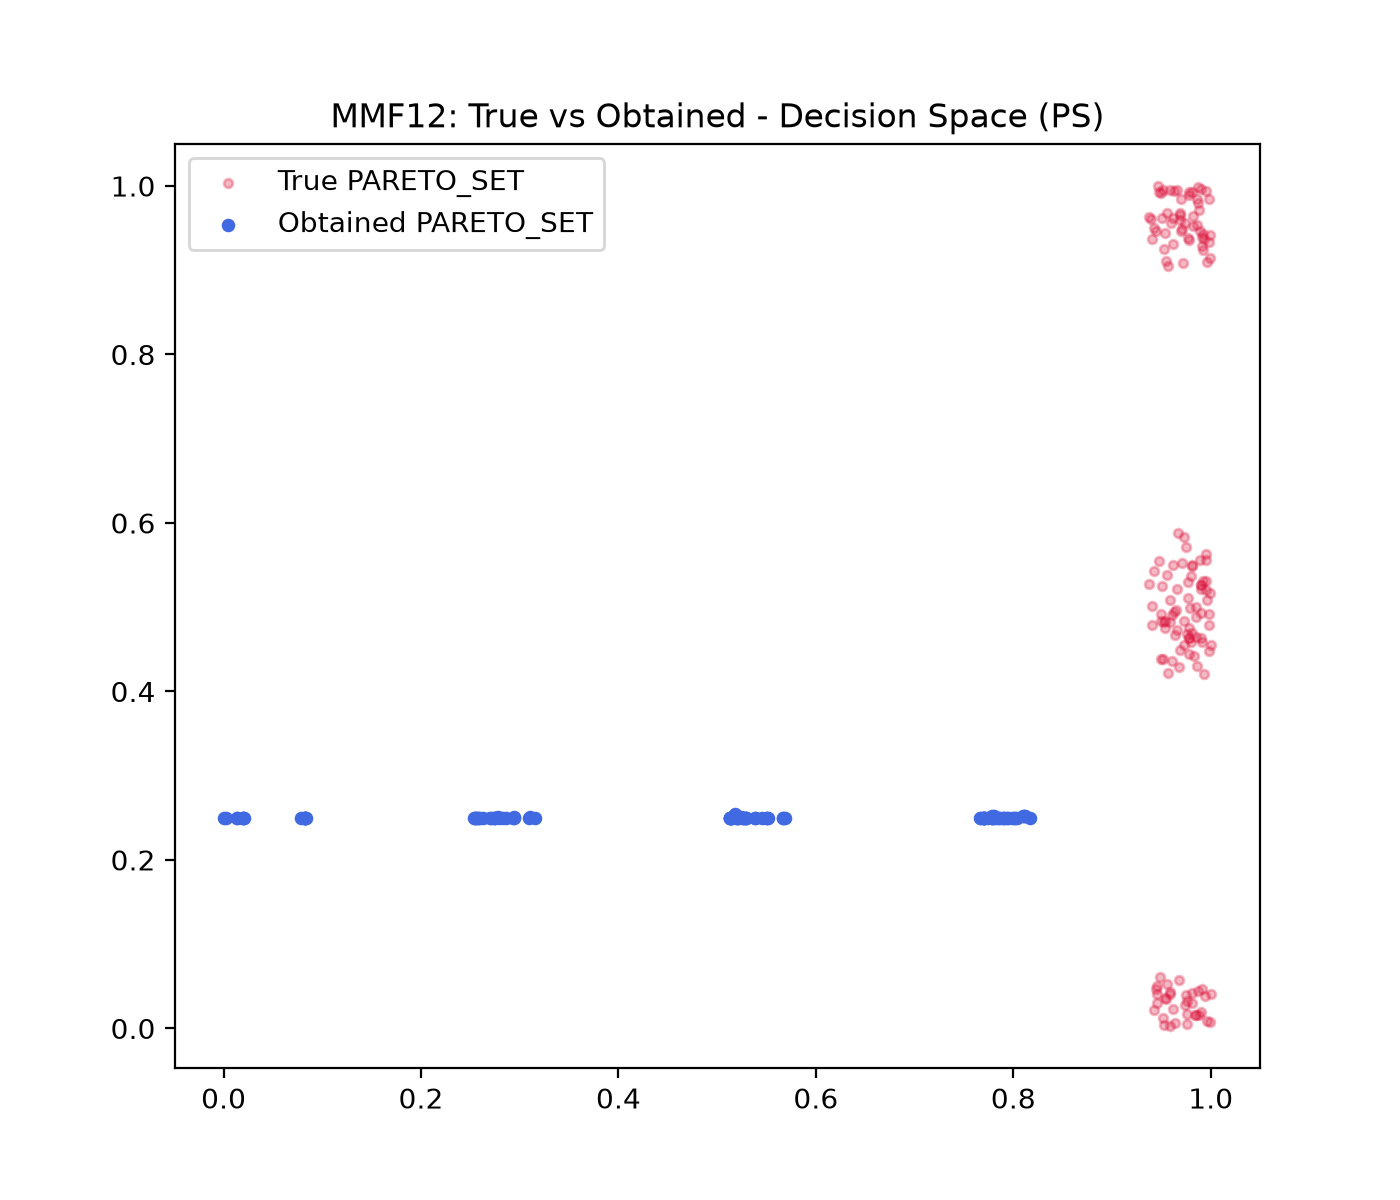 MMF12: True vs Obtained - Decision Space (PS)
True PARETO_SET
Obtained PARETO_SET
1.0
0.8
0.6
0.4
0.2
0.0
0.0 0.2 0.4 0.6 0.8 1.0